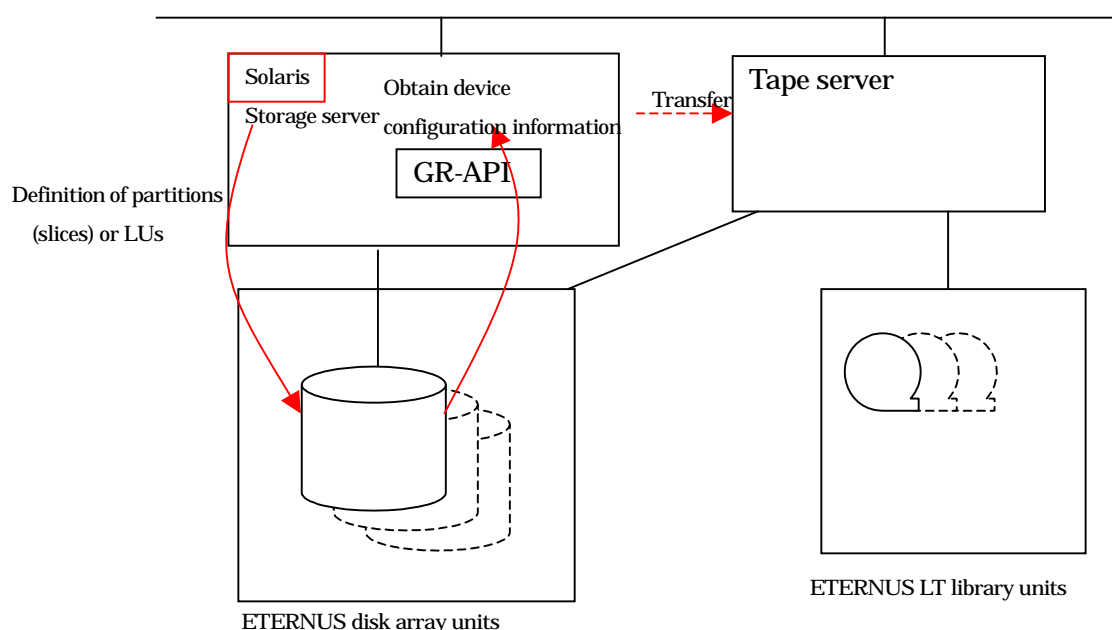 Solaris
Storage server
Obtain device
configuration information
GR-API
Transfer
Tape server
Definition of partitions
(slices) or LUs
ETERNUS disk array units
ETERNUS LT library units